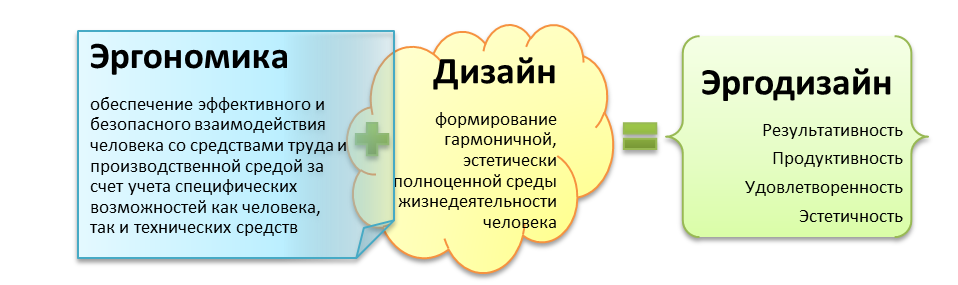 Эргономика
обеспечение эффективного и
безопасного взаимодействия
человека со средствами труда и
производственной средой за
счет учета специфических
возможностей как человека,
так и технических средств
Дизайн
формирование
гармоничной,
эстетически
полноценной среды
жизнедеятельности
человека
Эргодизайн
Результативность
Продуктивность
Удовлетворенность
Эстетичность